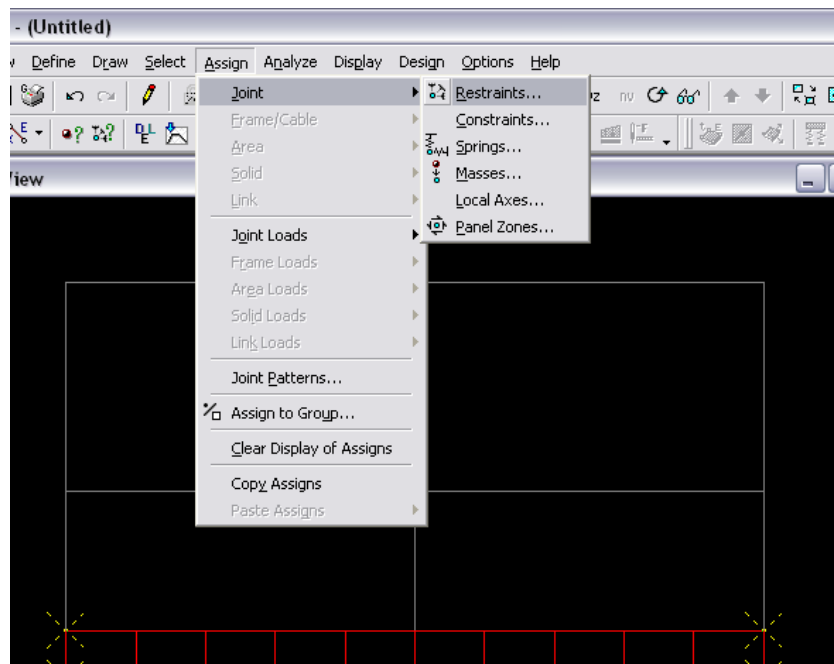 - (Untitled)
Define Draw Select Assign Analyze Display Design Options Help
Joint
Frame/Cable
Area
Solid
Link
Joint Loads
Frame Loads
Area Loads
Solid Loads
Link Loads
Joint Patterns...
Assign to Group...
Clear Display of Assigns
Copy Assigns
Paste Assigns
Restraints...
Constraints...
Springs...
Masses...
Local Axes...
Panel Zones...
nv
iew